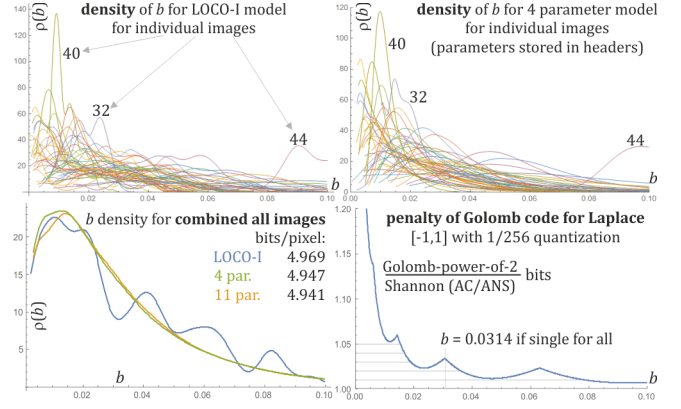 density of b for LOCO-I model
for individual images
ρ(b)
140
120
100
80
60
40
20
40
32
44
b
0.02 0.04 0.06 0.08 0.10
density of b for 4 parameter model
for individual images
(parameters stored in headers)
ρ(b)
120
100
80
60
40
20
0
40
32
44
b
0.00 0.02 0.04 0.06 0.08 0.10
b density for combined all images
bits/pixel:
LOCO-I 4.969
4 par. 4.947
11 par. 4.941
ρ(b)
20
15
10
5
b
0.02 0.04 0.06 0.08 0.10
penalty of Golomb code for Laplace
[-1,1] with 1/256 quantization
Golomb-power-of-2
Shannon (AC/ANS)
bits
b = 0.0314 if single for all
1.20
1.15
1.10
1.05
1.00
b
0.00 0.02 0.04 0.06 0.08 0.10